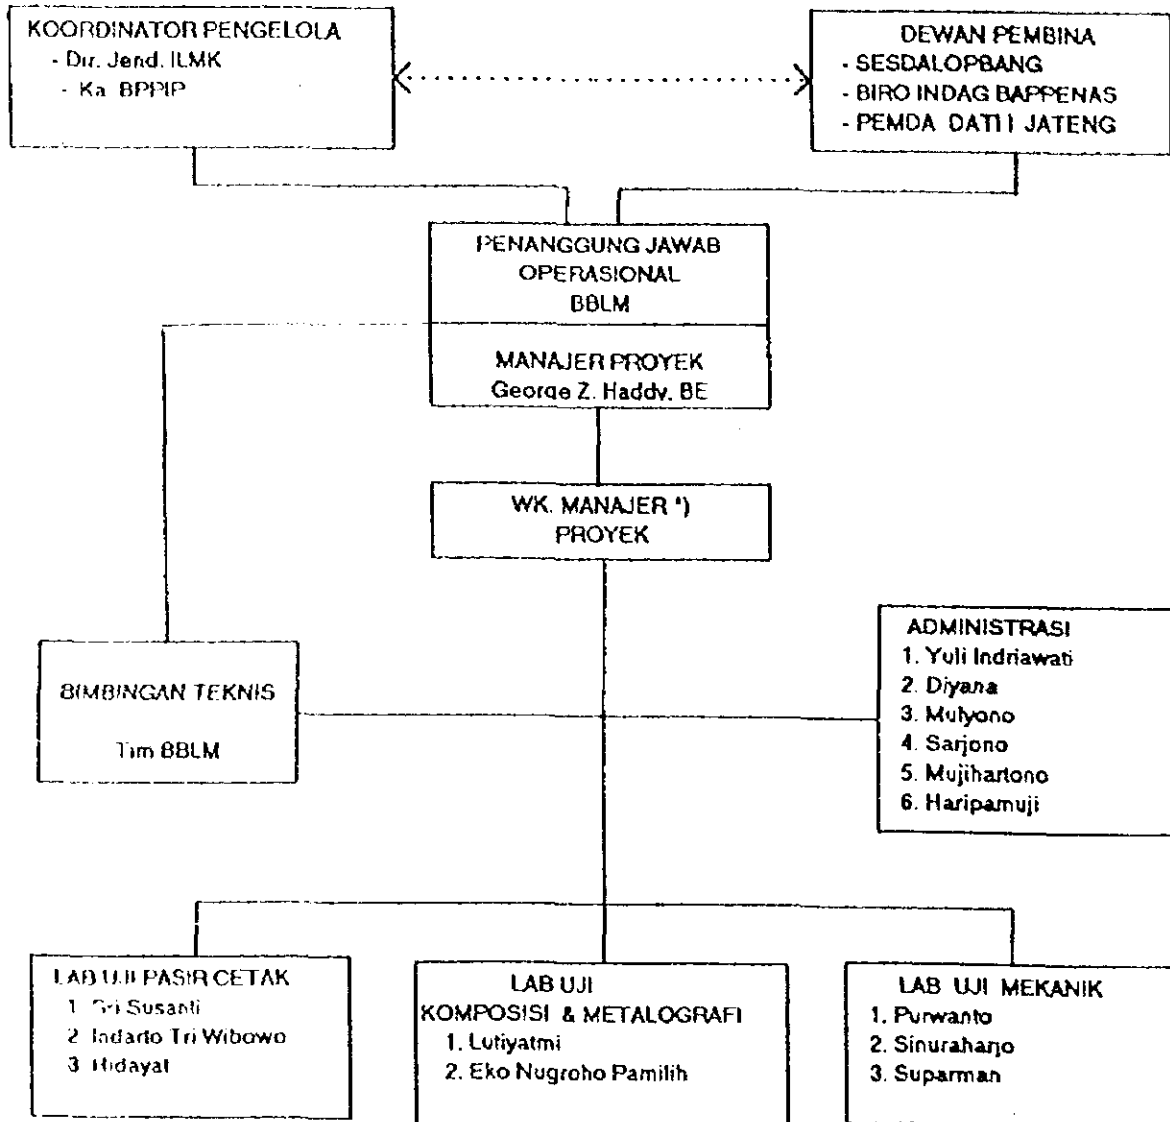 KOORDINATOR PENGELOLA
- Dir. Jend. ILMK
- Ka. BPPIP
DEWAN PEMBINA
- SESDALOPBANG
- BIRO INDAG BAPPENAS
- PEMDA DATI I JATENG
PENANGGUNG JAWAB
OPERASIONAL
BBLM
MANAJER PROYEK
George Z. Haddy, BE
WK. MANAJER *)
PROYEK
BIMBINGAN TEKNIS
Tim BBLM
ADMINISTRASI
1. Yuli Indriawati
2. Diyana
3. Mulyono
4. Sarjono
5. Mujihartono
6. Haripamuji
LAB UJI PASIR CETAK
1. Sri Susanti
2. Indarto Tri Wibowo
3. Hidayat
LAB UJI
KOMPOSISI & METALOGRAFI
1. Lutiyatmi
2. Eko Nugroho Pamilih
LAB UJI MEKANIK
1. Purwanto
2. Sinuraharjo
3. Suparman